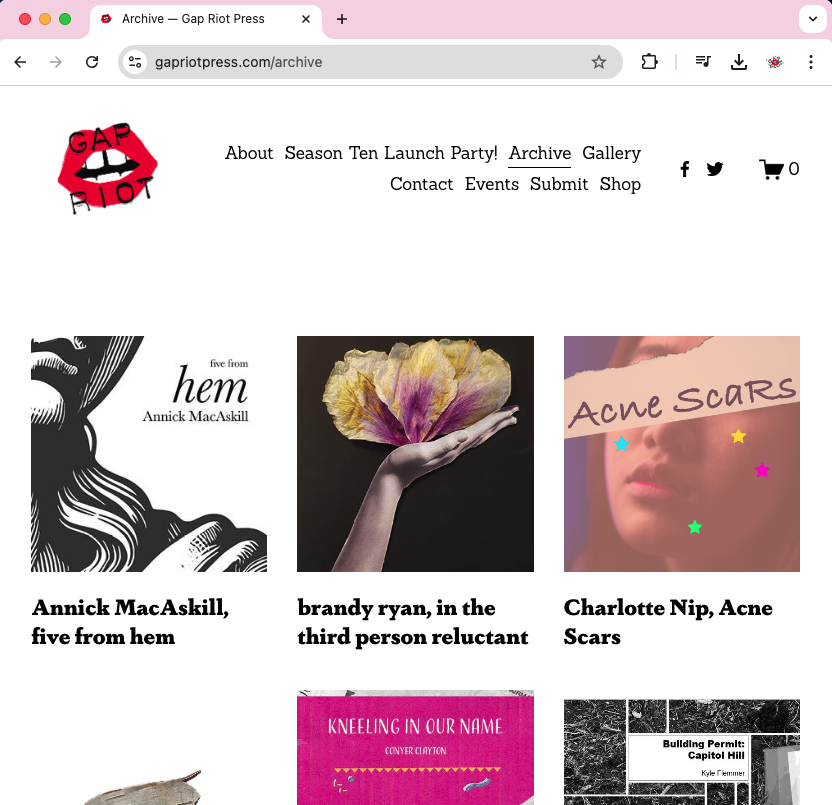 Archive — Gap Riot Press
gapriotpress.com/archive
GAP
RIOT
About Season Ten Launch Party! Archive Gallery
Contact Events Submit Shop
0
five from
hem
Annick MacAskill
Acne Scars
Annick MacAskill,
five from hem
brandy ryan, in the
third person reluctant
Charlotte Nip, Acne
Scars
KNEELING IN OUR NAME
CONYER CLAYTON
Building Permit:
Capitol Hill
Kyle Flemmer